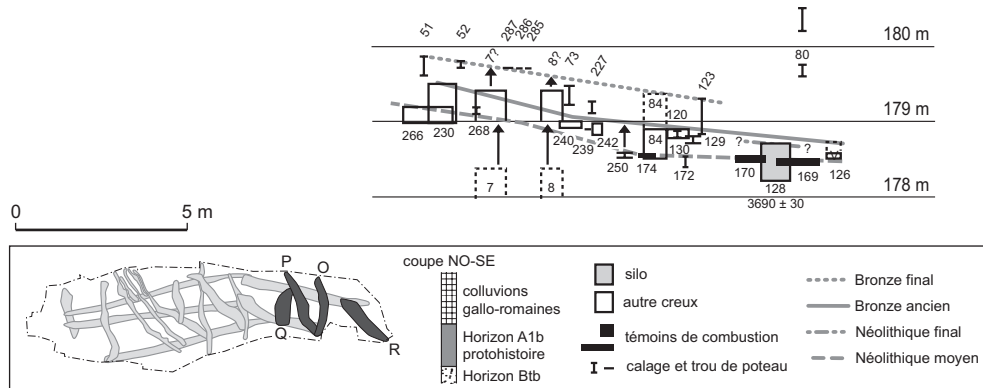 180 m
51
52
7?
287
286
285
8?
73
227
80
123
84
120
179 m
266
230
268
240
239
242
84
130
129
?
?
250
174
172
170
169
V
126
7
8
128
178 m
3690 ± 30
0
5 m
P
O
Q
R
coupe NO-SE
colluvions
gallo-romaines
Horizon A1b
protohistoire
Horizon Btb
silo
autre creux
témoins de combustion
calage et trou de poteau
Bronze final
Bronze ancien
Néolithique final
Néolithique moyen